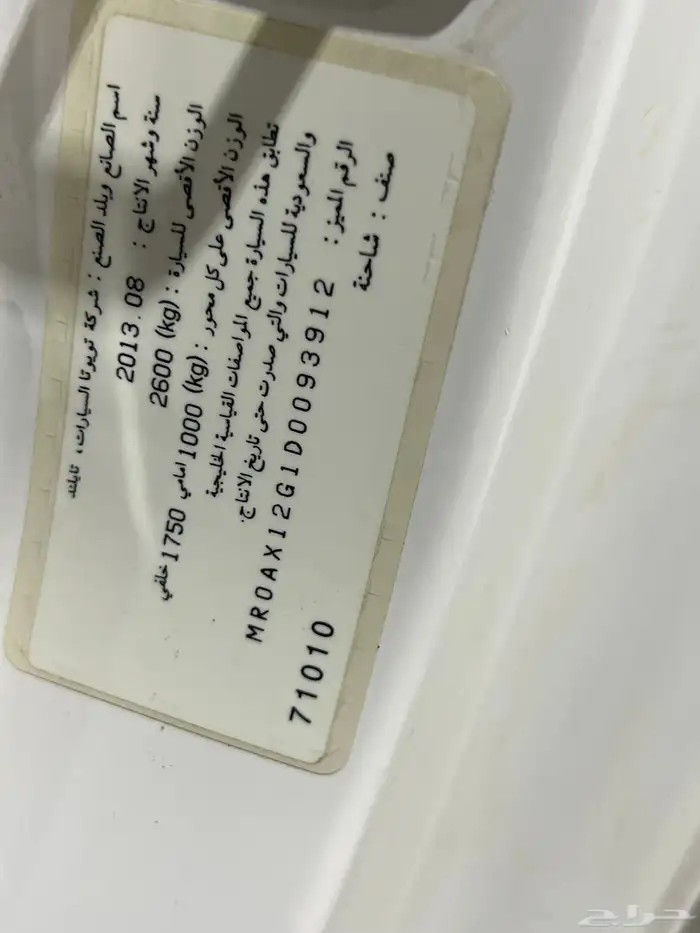 اسم الصانع وبلد الصنع : شركة تويوتا السيارات، تايلند
سنة وشهر الانتاج : 2013.08
الوزن الأقصى للسيارة : (kg) 2600
الوزن الأقصى على كل محور : (kg) 1000 امامي 1750 خلفي
تطابق هذه السيارة جميع المواصفات القياسية الخليجية
والسعودية للسيارات والتي صدرت حتى تاريخ الانتاج.
الرقم المميز : MR0AX12G1D0093912
صنف : شاحنة
71010
حراج